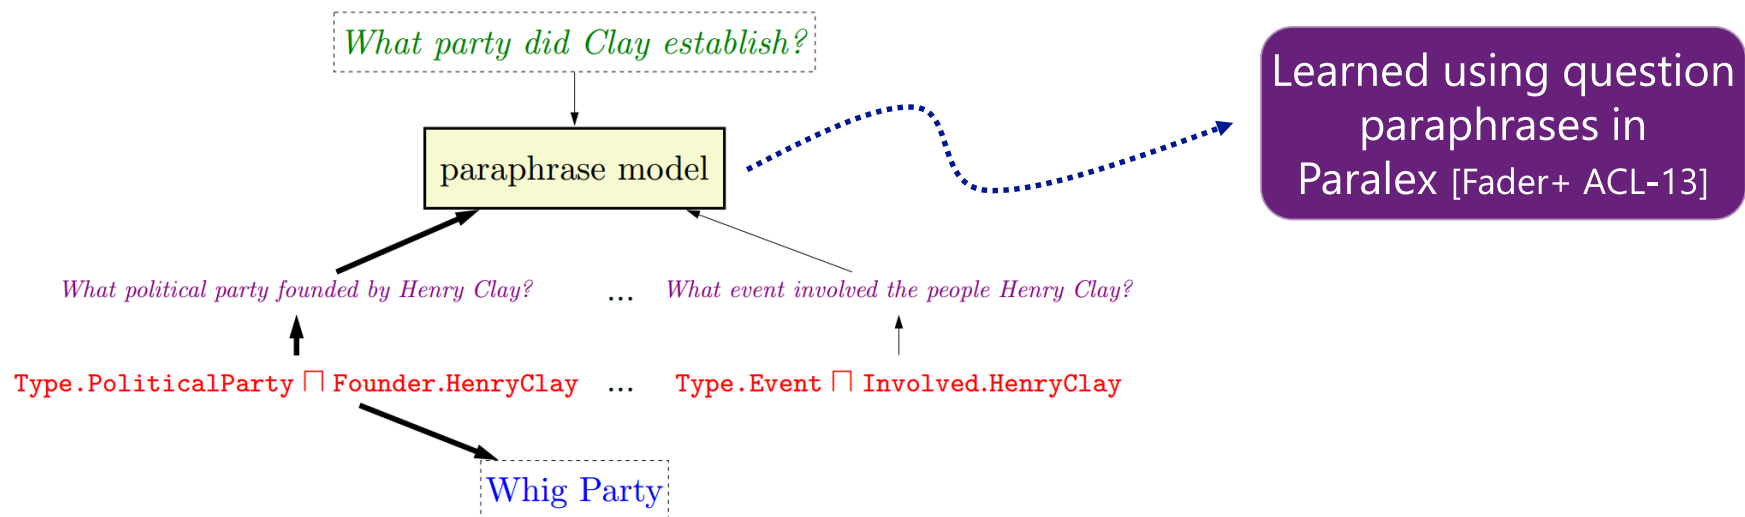 What party did Clay establish?
paraphrase model
Learned using question
paraphrases in
Paralex [Fader+ ACL-13]
What political party founded by Henry Clay? ... What event involved the people Henry Clay?
Type.PoliticalParty ⊓ Founder.HenryClay ... Type.Event ⊓ Involved.HenryClay
Whig Party